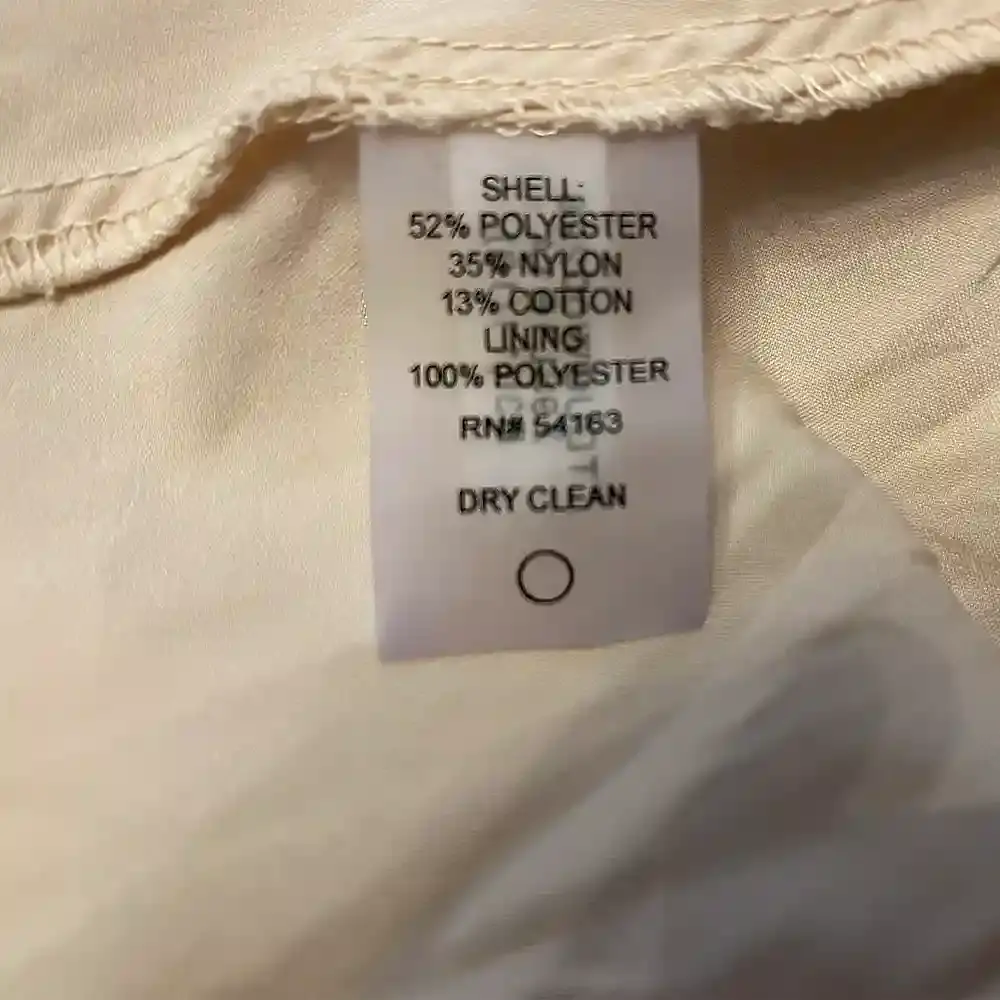 SHELL:
52% POLYESTER
35% NYLON
13% COTTON
LINING:
100% POLYESTER
RN# 54163
DRY CLEAN